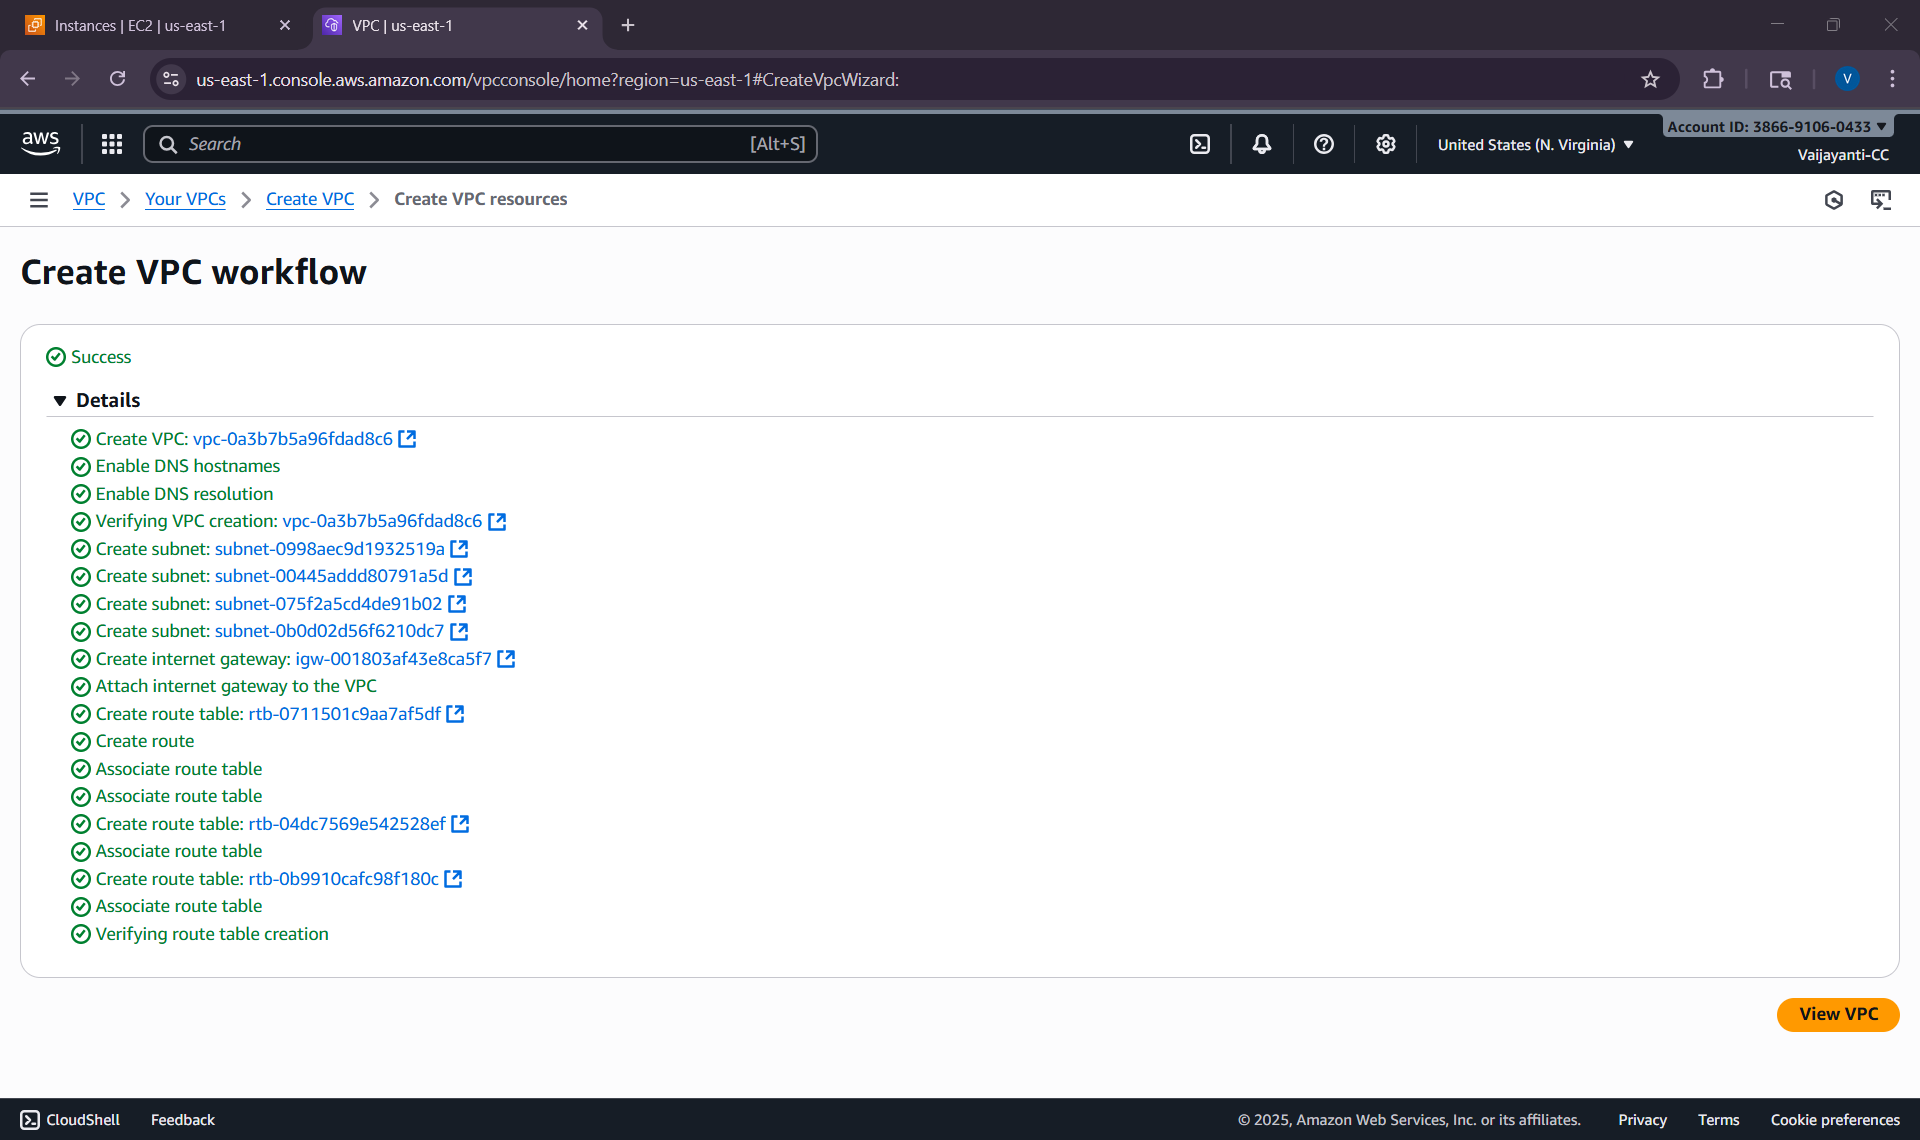 Instances | EC2 | us-east-1
VPC | us-east-1
us-east-1.console.aws.amazon.com/vpcconsole/home?region=us-east-1#CreateVpcWizard:
V
aws
Search
[Alt+S]
United States (N. Virginia)
Account ID: 3866-9106-0433
Vaijayanti-CC
VPC
Your VPCs
Create VPC
Create VPC resources
Create VPC workflow
Success
Details
Create VPC: vpc-0a3b7b5a96fdad8c6
Enable DNS hostnames
Enable DNS resolution
Verifying VPC creation: vpc-0a3b7b5a96fdad8c6
Create subnet: subnet-0998aec9d1932519a
Create subnet: subnet-00445addd80791a5d
Create subnet: subnet-075f2a5cd4de91b02
Create subnet: subnet-0b0d02d56f6210dc7
Create internet gateway: igw-001803af43e8ca5f7
Attach internet gateway to the VPC
Create route table: rtb-0711501c9aa7af5df
Create route
Associate route table
Associate route table
Create route table: rtb-04dc7569e542528ef
Associate route table
Create route table: rtb-0b9910cafc98f180c
Associate route table
Verifying route table creation
View VPC
CloudShell
Feedback
© 2025, Amazon Web Services, Inc. or its affiliates.
Privacy
Terms
Cookie preferences